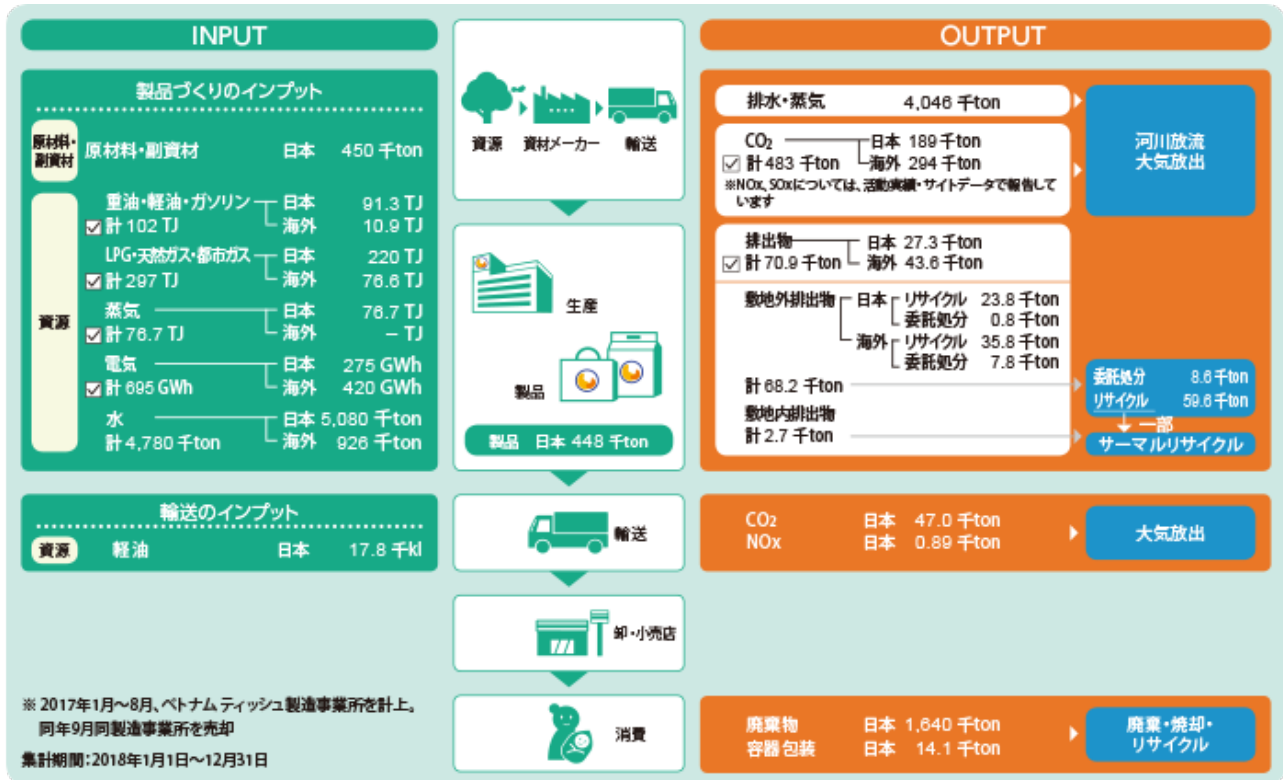 INPUT
製品づくりのインプット
原材料・
副資材
原材料・副資材 日本 450 千ton
資源
重油・軽油・ガソリン 日本 91.3 TJ
計 102 TJ 海外 10.9 TJ
LPG・天然ガス・都市ガス 日本 220 TJ
計 297 TJ 海外 76.6 TJ
蒸気 日本 76.7 TJ
計 76.7 TJ 海外 − TJ
電気 日本 275 GWh
計 695 GWh 海外 420 GWh
水 日本 5,080 千ton
計 4,780 千ton 海外 926 千ton
輸送のインプット
資源 軽油 日本 17.8 千kl
※ 2017年1月〜8月、ベトナム ティッシュ製造事業所を計上。
同年9月同製造事業所を売却
集計期間：2018年1月1日〜12月31日
資源 資材メーカー 輸送
生産
製品
製品 日本 448 千ton
輸送
卸・小売店
消費
OUTPUT
排水・蒸気 4,046 千ton
CO2 日本 189 千ton
計 483 千ton 海外 294 千ton
※NOx、SOxについては、活動実績・サイトデータで報告して
います
河川放流
大気放出
排出物 日本 27.3 千ton
計 70.9 千ton 海外 43.6 千ton
敷地外排出物 日本 リサイクル 23.8 千ton
委託処分 0.8 千ton
海外 リサイクル 35.8 千ton
委託処分 7.8 千ton
計 68.2 千ton
敷地内排出物
計 2.7 千ton
委託処分 8.6 千ton
リサイクル 59.6 千ton
一部
サーマルリサイクル
CO2 日本 47.0 千ton
NOx 日本 0.89 千ton
大気放出
廃棄物 日本 1,640 千ton
容器包装 日本 14.1 千ton
廃棄・焼却・
リサイクル